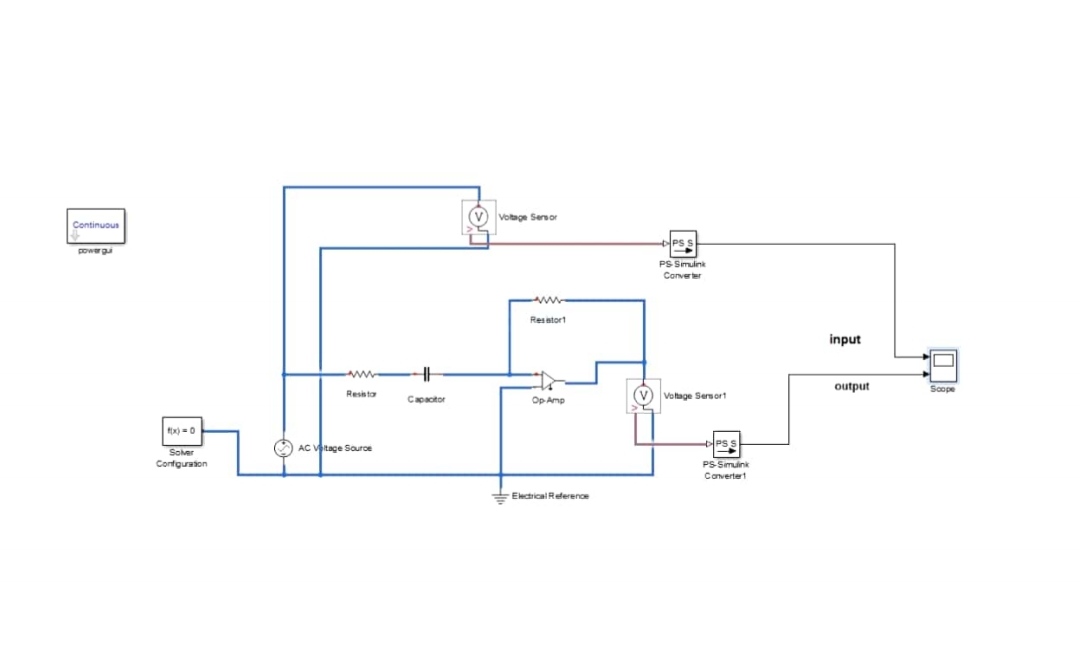 Continuous
powergui
V
Voltage Sensor
PS S
PS-Simulink
Converter
Resistor1
input
Resistor
Capacitor
Op-Amp
V
Voltage Sensor1
output
Scope
f(x) = 0
Solver
Configuration
AC Voltage Source
PS S
PS-Simulink
Converter1
Electrical Reference